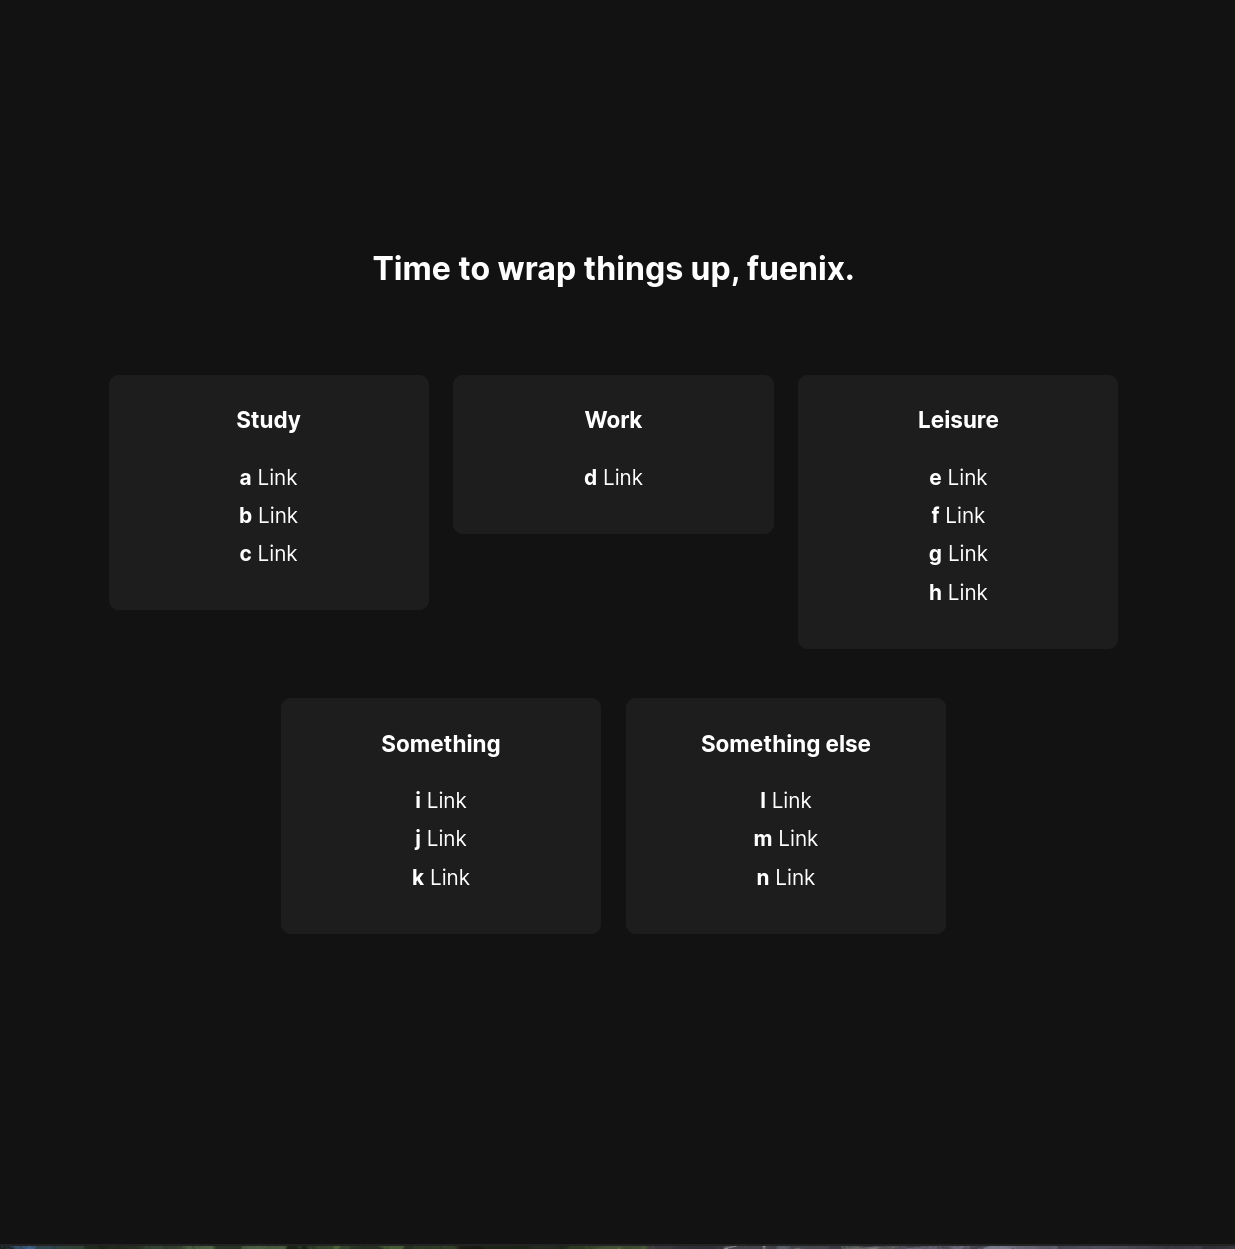 Time to wrap things up, fuenix.
Study
a Link
b Link
c Link
Work
d Link
Leisure
e Link
f Link
g Link
h Link
Something
i Link
j Link
k Link
Something else
l Link
m Link
n Link